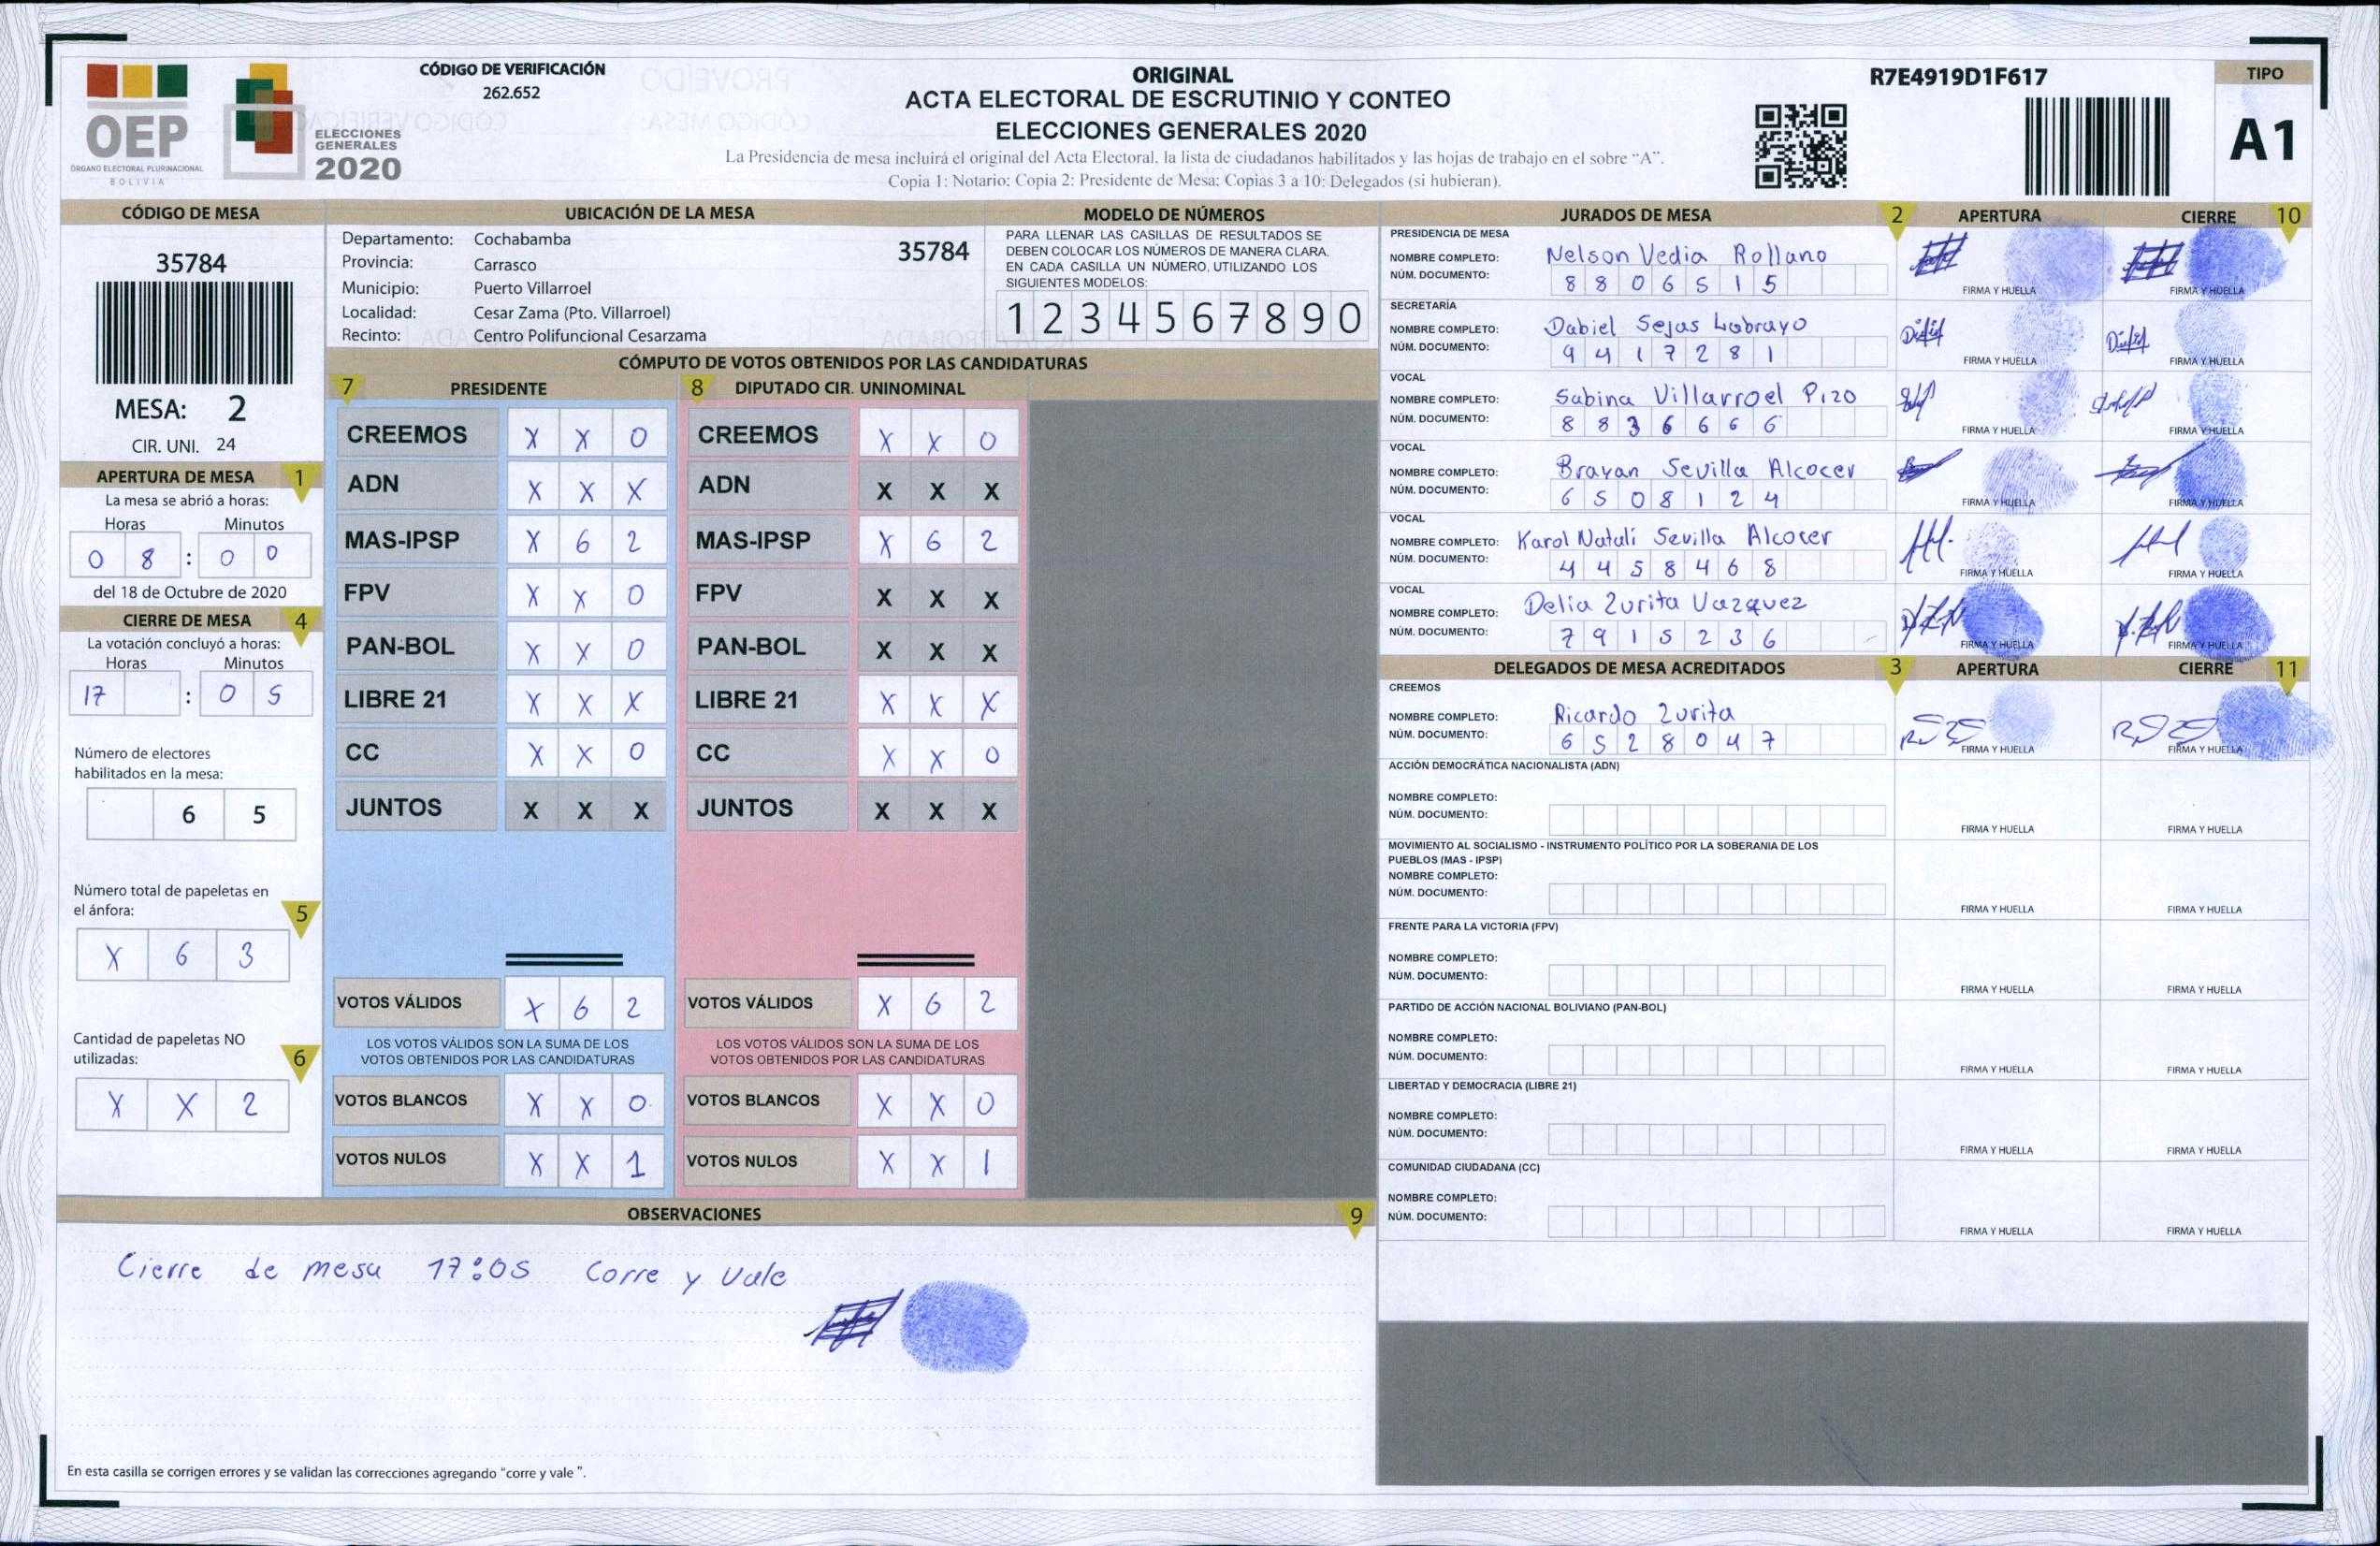 OEP
ÓRGANO ELECTORAL PLURINACIONAL
BOLIVIA
ELECCIONES
GENERALES
2020
CÓDIGO DE VERIFICACIÓN
262.652
ORIGINAL
ACTA ELECTORAL DE ESCRUTINIO Y CONTEO
ELECCIONES GENERALES 2020
La Presidencia de mesa incluirá el original del Acta Electoral, la lista de ciudadanos habilitados y las hojas de trabajo en el sobre "A".
Copia 1: Notario; Copia 2: Presidente de Mesa; Copias 3 a 10: Delegados (si hubieran).
R7E4919D1F617
TIPO
A1
CÓDIGO DE MESA
35784
MESA: 2
CIR. UNI. 24
APERTURA DE MESA 1
La mesa se abrió a horas:
Horas Minutos
0 8 : 0 0
del 18 de Octubre de 2020
CIERRE DE MESA 4
La votación concluyó a horas:
Horas Minutos
17 : 0 5
Número de electores
habilitados en la mesa:
6 5
Número total de papeletas en
el ánfora:
5
X 6 3
Cantidad de papeletas NO
utilizadas:
6
X X 2
UBICACIÓN DE LA MESA
Departamento: Cochabamba
35784
Provincia: Carrasco
Municipio: Puerto Villarroel
Localidad: Cesar Zama (Pto. Villarroel)
Recinto: Centro Polifuncional Cesarzama
MODELO DE NÚMEROS
PARA LLENAR LAS CASILLAS DE RESULTADOS SE
DEBEN COLOCAR LOS NÚMEROS DE MANERA CLARA.
EN CADA CASILLA UN NÚMERO, UTILIZANDO LOS
SIGUIENTES MODELOS:
1 2 3 4 5 6 7 8 9 0
CÓMPUTO DE VOTOS OBTENIDOS POR LAS CANDIDATURAS
7 PRESIDENTE
CREEMOS X X 0
ADN X X X
MAS-IPSP X 6 2
FPV X X 0
PAN-BOL X X 0
LIBRE 21 X X X
CC X X 0
JUNTOS X X X
VOTOS VÁLIDOS X 6 2
LOS VOTOS VÁLIDOS SON LA SUMA DE LOS
VOTOS OBTENIDOS POR LAS CANDIDATURAS
VOTOS BLANCOS X X 0
VOTOS NULOS X X 1
8 DIPUTADO CIR. UNINOMINAL
CREEMOS X X 0
ADN X X X
MAS-IPSP X 6 2
FPV X X X
PAN-BOL X X X
LIBRE 21 X X X
CC X X 0
JUNTOS X X X
VOTOS VÁLIDOS X 6 2
LOS VOTOS VÁLIDOS SON LA SUMA DE LOS
VOTOS OBTENIDOS POR LAS CANDIDATURAS
VOTOS BLANCOS X X 0
VOTOS NULOS X X 1
OBSERVACIONES 9
Cierre de mesa 17:05 Corre y Vale
En esta casilla se corrigen errores y se validan las correcciones agregando "corre y vale".
JURADOS DE MESA 2 APERTURA CIERRE 10
PRESIDENCIA DE MESA
NOMBRE COMPLETO: Nelson Vedia Rollano
NÚM. DOCUMENTO: 8 8 0 6 5 1 5
FIRMA Y HUELLA FIRMA Y HUELLA
SECRETARÍA
NOMBRE COMPLETO: Dabiel Sejas Lobrayo
NÚM. DOCUMENTO: 9 4 1 7 2 8 1
FIRMA Y HUELLA FIRMA Y HUELLA
VOCAL
NOMBRE COMPLETO: Sabina Villarroel Pizo
NÚM. DOCUMENTO: 8 8 3 6 6 6 6
FIRMA Y HUELLA FIRMA Y HUELLA
VOCAL
NOMBRE COMPLETO: Brayan Sevilla Alcocer
NÚM. DOCUMENTO: 6 5 0 8 1 2 4
FIRMA Y HUELLA FIRMA Y HUELLA
VOCAL
NOMBRE COMPLETO: Karol Natali Sevilla Alcocer
NÚM. DOCUMENTO: 4 4 5 8 4 6 8
FIRMA Y HUELLA FIRMA Y HUELLA
VOCAL
NOMBRE COMPLETO: Delia Zurita Vazquez
NÚM. DOCUMENTO: 7 9 1 5 2 3 6
FIRMA Y HUELLA FIRMA Y HUELLA
DELEGADOS DE MESA ACREDITADOS 3 APERTURA CIERRE 11
CREEMOS
NOMBRE COMPLETO: Ricardo Zurita
NÚM. DOCUMENTO: 6 5 2 8 0 4 7
FIRMA Y HUELLA FIRMA Y HUELLA
ACCIÓN DEMOCRÁTICA NACIONALISTA (ADN)
NOMBRE COMPLETO:
NÚM. DOCUMENTO:
FIRMA Y HUELLA FIRMA Y HUELLA
MOVIMIENTO AL SOCIALISMO - INSTRUMENTO POLÍTICO POR LA SOBERANIA DE LOS
PUEBLOS (MAS - IPSP)
NOMBRE COMPLETO:
NÚM. DOCUMENTO:
FIRMA Y HUELLA FIRMA Y HUELLA
FRENTE PARA LA VICTORIA (FPV)
NOMBRE COMPLETO:
NÚM. DOCUMENTO:
FIRMA Y HUELLA FIRMA Y HUELLA
PARTIDO DE ACCIÓN NACIONAL BOLIVIANO (PAN-BOL)
NOMBRE COMPLETO:
NÚM. DOCUMENTO:
FIRMA Y HUELLA FIRMA Y HUELLA
LIBERTAD Y DEMOCRACIA (LIBRE 21)
NOMBRE COMPLETO:
NÚM. DOCUMENTO:
FIRMA Y HUELLA FIRMA Y HUELLA
COMUNIDAD CIUDADANA (CC)
NOMBRE COMPLETO:
NÚM. DOCUMENTO:
FIRMA Y HUELLA FIRMA Y HUELLA